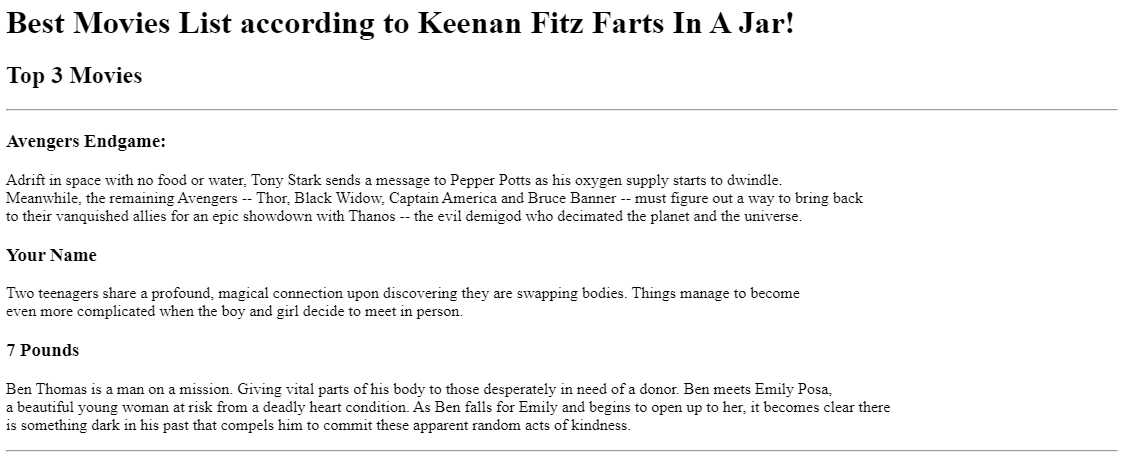 Best Movies List according to Keenan Fitz Farts In A Jar!
Top 3 Movies
Avengers Endgame:
Adrift in space with no food or water, Tony Stark sends a message to Pepper Potts as his oxygen supply starts to dwindle.
Meanwhile, the remaining Avengers -- Thor, Black Widow, Captain America and Bruce Banner -- must figure out a way to bring back
to their vanquished allies for an epic showdown with Thanos -- the evil demigod who decimated the planet and the universe.
Your Name
Two teenagers share a profound, magical connection upon discovering they are swapping bodies. Things manage to become
even more complicated when the boy and girl decide to meet in person.
7 Pounds
Ben Thomas is a man on a mission. Giving vital parts of his body to those desperately in need of a donor. Ben meets Emily Posa,
a beautiful young woman at risk from a deadly heart condition. As Ben falls for Emily and begins to open up to her, it becomes clear there
is something dark in his past that compels him to commit these apparent random acts of kindness.